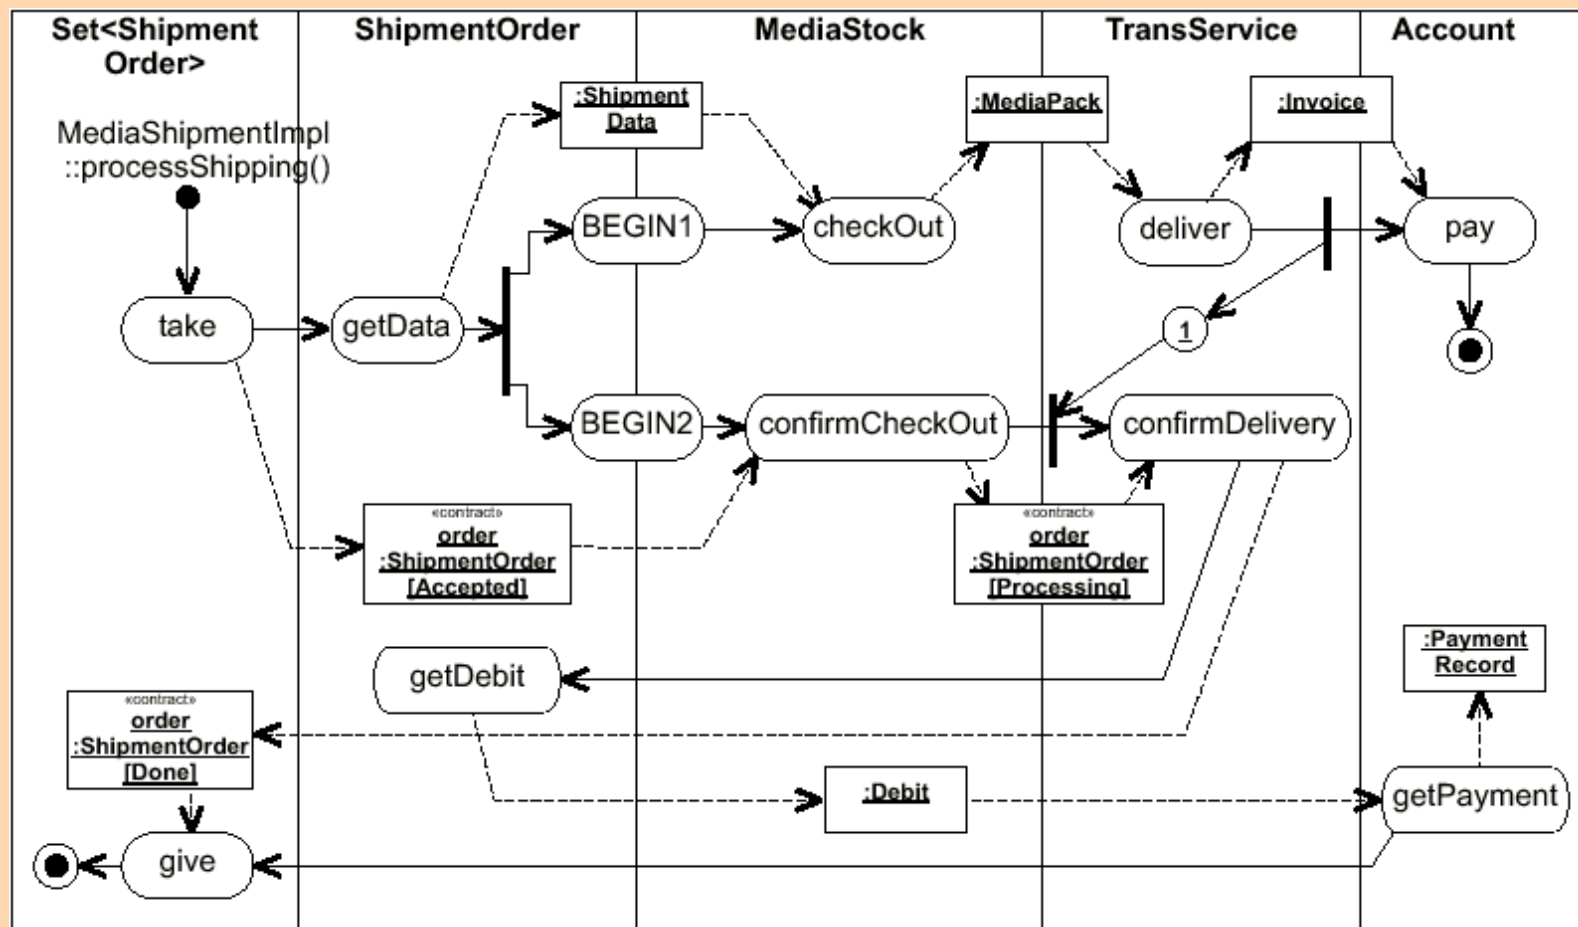 Set<Shipment
Order>
ShipmentOrder
MediaStock
TransService
Account
MediaShipmentImpl
::processShipping()
:Shipment
Data
:MediaPack
:Invoice
BEGIN1
checkOut
deliver
pay
take
getData
1
BEGIN2
confirmCheckOut
confirmDelivery
«contract»
order
:ShipmentOrder
[Accepted]
«contract»
order
:ShipmentOrder
[Processing]
getDebit
:Payment
Record
«contract»
order
:ShipmentOrder
[Done]
:Debit
getPayment
give